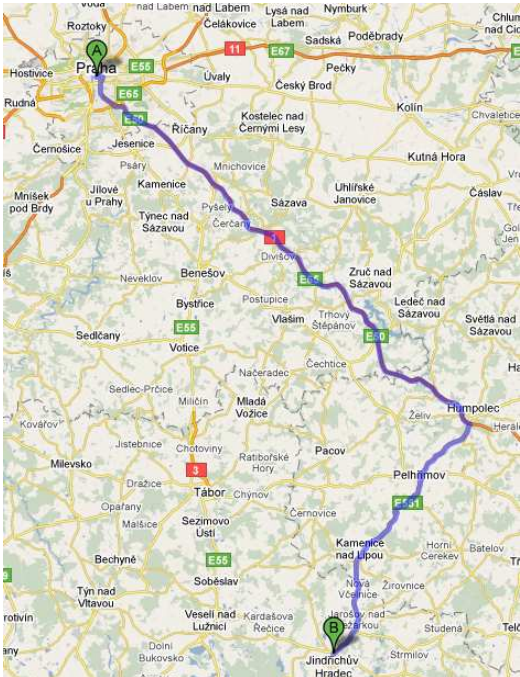 Roztoky
nad Labem
Lysá nad
Labem
Nymburk
Čelákovice
Sadská
Poděbrady
Chlum
A
Praha
E55
11
E67
Hostivice
Úvaly
Pečky
E65
Český Brod
Rudná
E50
Kolín
Říčany
Kostelec nad
Černými Lesy
Chvaletice
Černošice
Jesenice
Psáry
Mnichovice
Kutná Hora
Mníšek
pod Brdy
Jílové
u Prahy
Kamenice
Pyšely
Sázava
Uhlířské
Janovice
Čáslav
Týnec nad
Sázavou
Čerčany
1
Divišov
Neveklov
Benešov
E65
Zruč nad
Sázavou
Postupice
Bystřice
Vlašim
Trhový
Štěpánov
Ledeč nad
Sázavou
Světlá nad
Sázavou
Sedlčany
E55
Votice
E50
Čechtice
Načeradec
Sedlec-Prčice
Miličín
Mladá
Vožice
Želiv
Humpolec
Kovářov
Jistebnice
Chotoviny
Ratibořské
Hory
Pacov
Milevsko
3
Pelhřimov
Dražice
Tábor
Chýnov
Opařany
Malšice
Sezimovo
Ústí
Černovice
E551
Kamenice
nad Lipou
Horní
Cerekev
Batelov
Bechyně
E55
Soběslav
Nová
Včelnice
Žirovnice
Týn nad
Vltavou
Veselí nad
Lužnicí
Kardašova
Řečice
Jarošov nad
Nežárkou
Studená
B
Dolní
Bukovsko
Jindřichův
Hradec
Strmilov